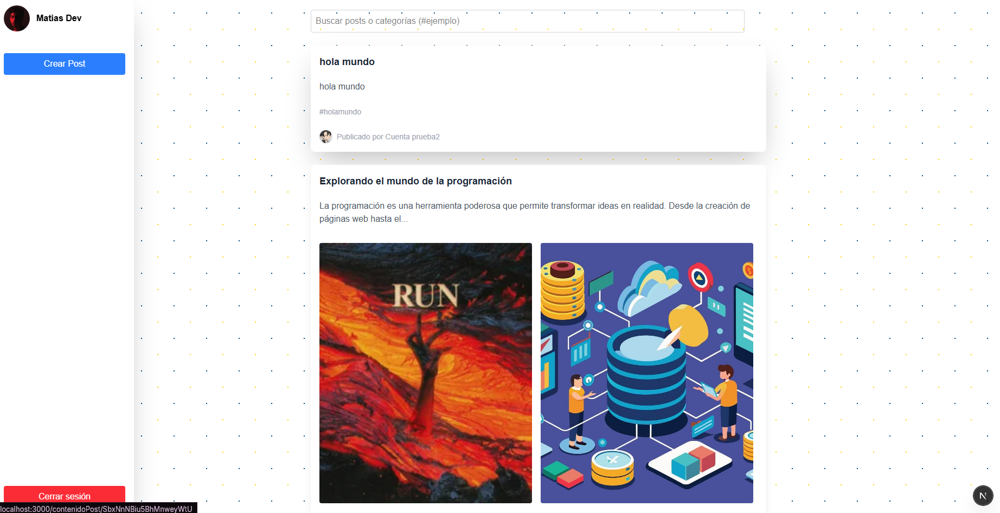 Matias Dev
Crear Post
Buscar posts o categorías (#ejemplo)
hola mundo
hola mundo
#holamundo
Publicado por Cuenta prueba2
Explorando el mundo de la programación
La programación es una herramienta poderosa que permite transformar ideas en realidad. Desde la creación de
páginas web hasta el...
RUN
Cerrar sesión
localhost:3000/contenidoPost/SbxNnNBiu5BhMnweyWtU
N